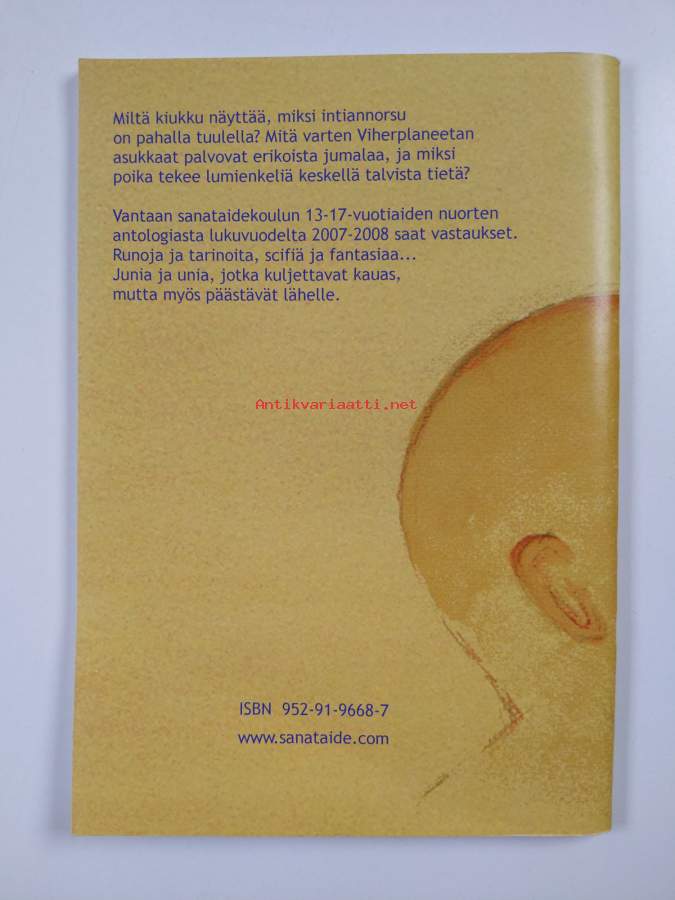 Miltä kiukku näyttää, miksi intiannorsu
on pahalla tuulella? Mitä varten Viherplaneetan
asukkaat palvovat erikoista jumalaa, ja miksi
poika tekee lumienkeliä keskellä talvista tietä?
Vantaan sanataidekoulun 13-17-vuotiaiden nuorten
antologiasta lukuvuodelta 2007-2008 saat vastaukset.
Runoja ja tarinoita, scifiä ja fantasiaa...
Junia ja unia, jotka kuljettavat kauas,
mutta myös päästävät lähelle.
Antikvariaatti.net
ISBN 952-91-9668-7
www.sanataide.com